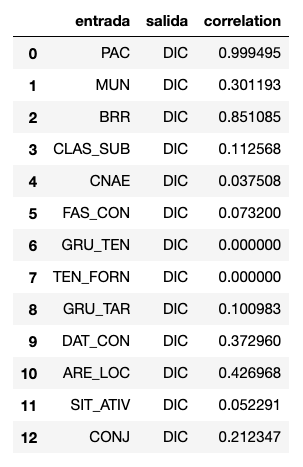 entrada salida correlation
0 PAC DIC 0.999495
1 MUN DIC 0.301193
2 BRR DIC 0.851085
3 CLAS_SUB DIC 0.112568
4 CNAE DIC 0.037508
5 FAS_CON DIC 0.073200
6 GRU_TEN DIC 0.000000
7 TEN_FORN DIC 0.000000
8 GRU_TAR DIC 0.100983
9 DAT_CON DIC 0.372960
10 ARE_LOC DIC 0.426968
11 SIT_ATIV DIC 0.052291
12 CONJ DIC 0.212347